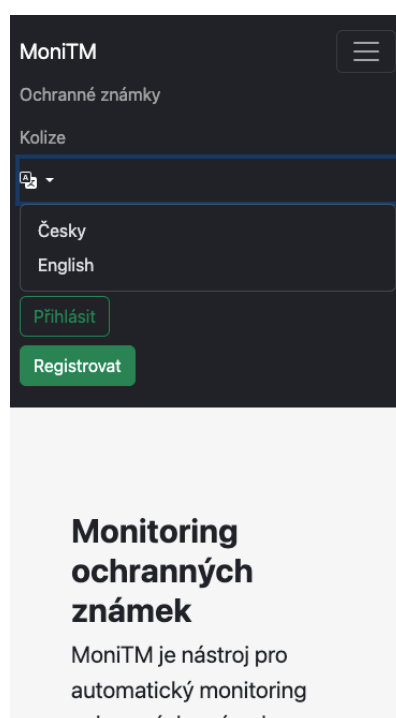 MoniTM
Ochranné známky
Kolize
Česky
English
Přihlásit
Registrovat
Monitoring
ochranných
známek
MoniTM je nástroj pro
automatický monitoring